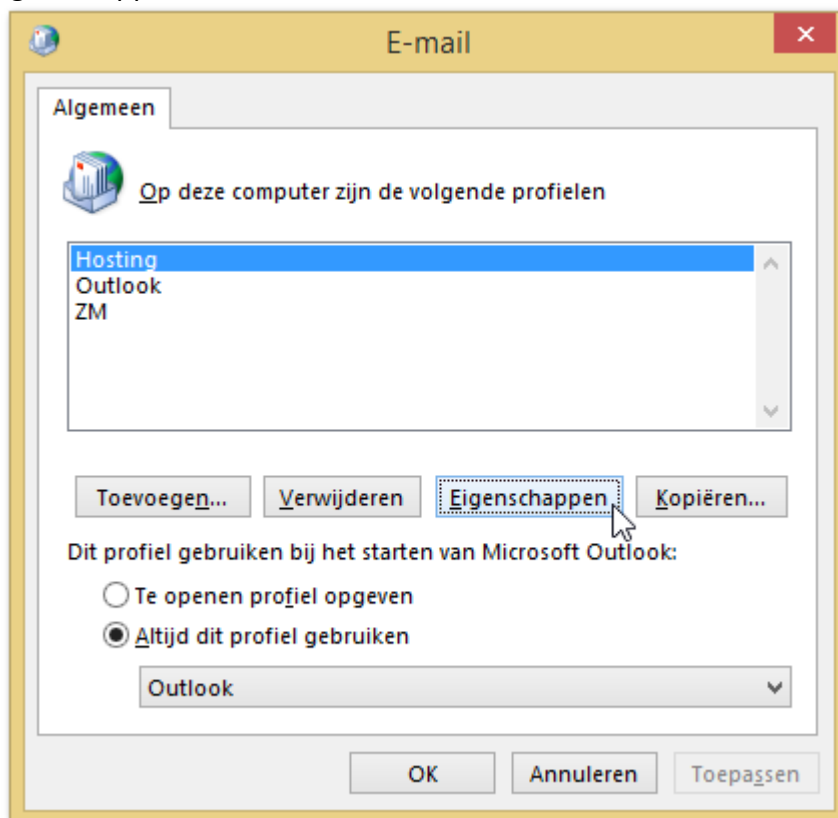 E-mail
Algemeen
Op deze computer zijn de volgende profielen
Hosting
Outlook
ZM
Toevoegen... Verwijderen Eigenschappen Kopiëren...
Dit profiel gebruiken bij het starten van Microsoft Outlook:
Te openen profiel opgeven
Altijd dit profiel gebruiken
Outlook
OK Annuleren Toepassen